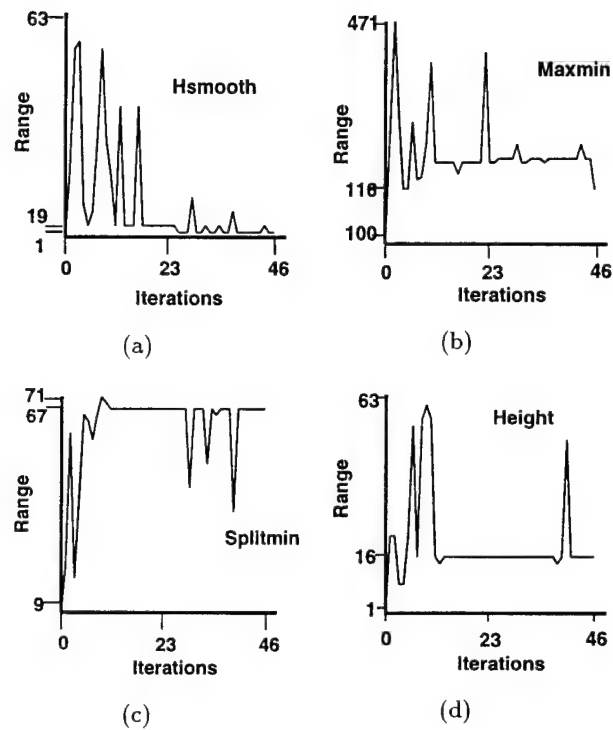 63
Range
Hsmooth
19
1
0
23
46
Iterations
(a)
471
Range
Maxmin
116
100
0
23
46
Iterations
(b)
71
67
Range
Splitmin
9
0
23
46
Iterations
(c)
63
Range
Height
16
1
0
23
46
Iterations
(d)